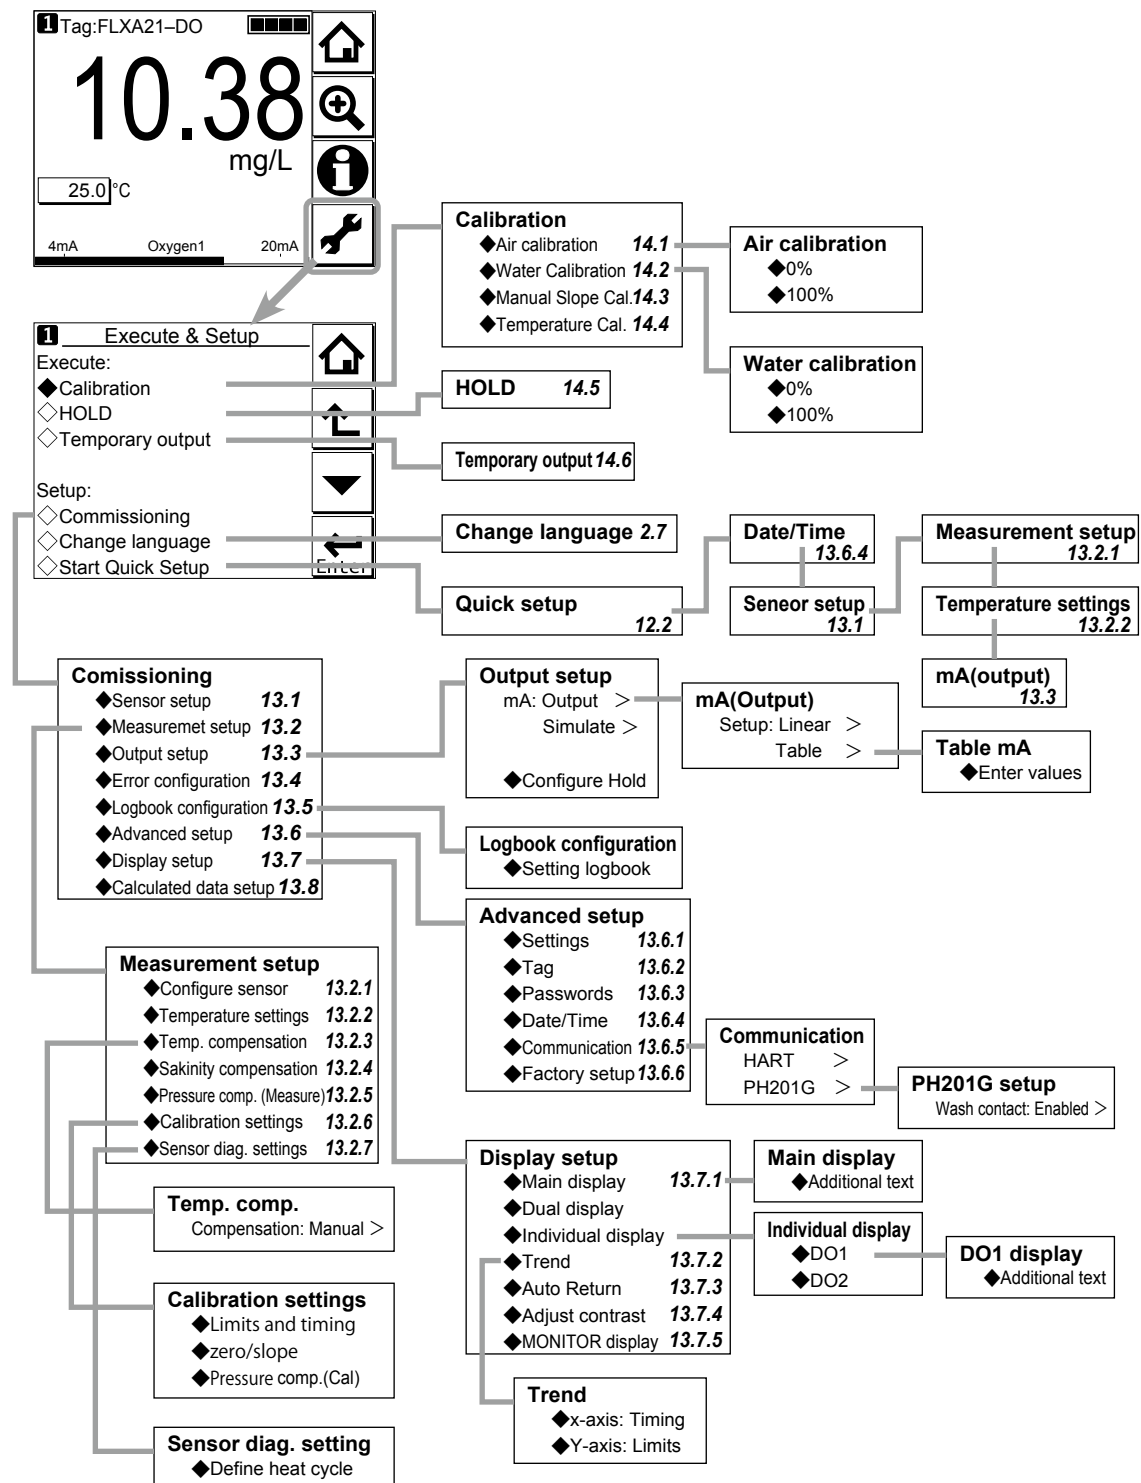 1 Tag:FLXA21–DO
10.38
mg/L
25.0 °C
4mA Oxygen1 20mA
1 Execute & Setup
Execute:
Calibration
HOLD
Temporary output
Setup:
Commissioning
Change language
Start Quick Setup
Enter
Calibration
Air calibration 14.1
Water Calibration 14.2
Manual Slope Cal. 14.3
Temperature Cal. 14.4
Air calibration
0%
100%
Water calibration
0%
100%
HOLD 14.5
Temporary output 14.6
Change language 2.7
Quick setup
12.2
Date/Time
13.6.4
Seneor setup
13.1
Measurement setup
13.2.1
Temperature settings
13.2.2
mA(output)
13.3
Comissioning
Sensor setup 13.1
Measuremet setup 13.2
Output setup 13.3
Error configuration 13.4
Logbook configuration 13.5
Advanced setup 13.6
Display setup 13.7
Calculated data setup 13.8
Output setup
mA: Output >
Simulate >
Configure Hold
mA(Output)
Setup: Linear >
Table >
Table mA
Enter values
Logbook configuration
Setting logbook
Advanced setup
Settings 13.6.1
Tag 13.6.2
Passwords 13.6.3
Date/Time 13.6.4
Communication 13.6.5
Factory setup 13.6.6
Communication
HART >
PH201G >
PH201G setup
Wash contact: Enabled >
Measurement setup
Configure sensor 13.2.1
Temperature settings 13.2.2
Temp. compensation 13.2.3
Sakinity compensation 13.2.4
Pressure comp. (Measure) 13.2.5
Calibration settings 13.2.6
Sensor diag. settings 13.2.7
Temp. comp.
Compensation: Manual >
Calibration settings
Limits and timing
zero/slope
Pressure comp.(Cal)
Sensor diag. setting
Define heat cycle
Display setup
Main display 13.7.1
Dual display
Individual display
Trend 13.7.2
Auto Return 13.7.3
Adjust contrast 13.7.4
MONITOR display 13.7.5
Main display
Additional text
Individual display
DO1
DO2
DO1 display
Additional text
Trend
x-axis: Timing
Y-axis: Limits